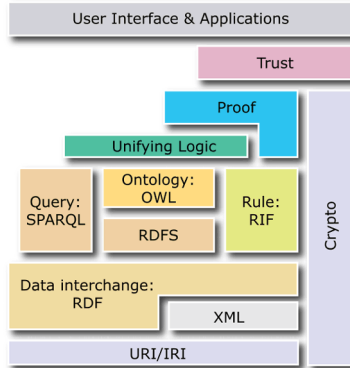 User Interface & Applications
Trust
Proof
Unifying Logic
Query:
SPARQL
Ontology:
OWL
RDFS
Rule:
RIF
Crypto
Data interchange:
RDF
XML
URI/IRI